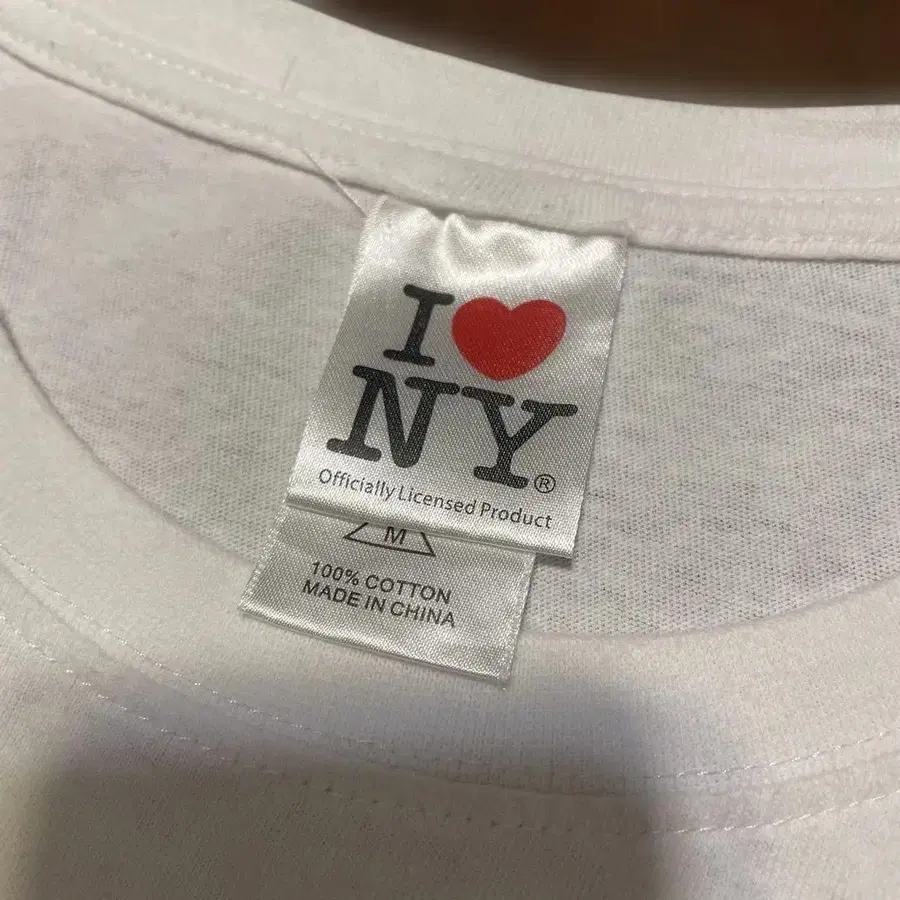 I ❤ NY®
Officially Licensed Product
M
100% COTTON
MADE IN CHINA